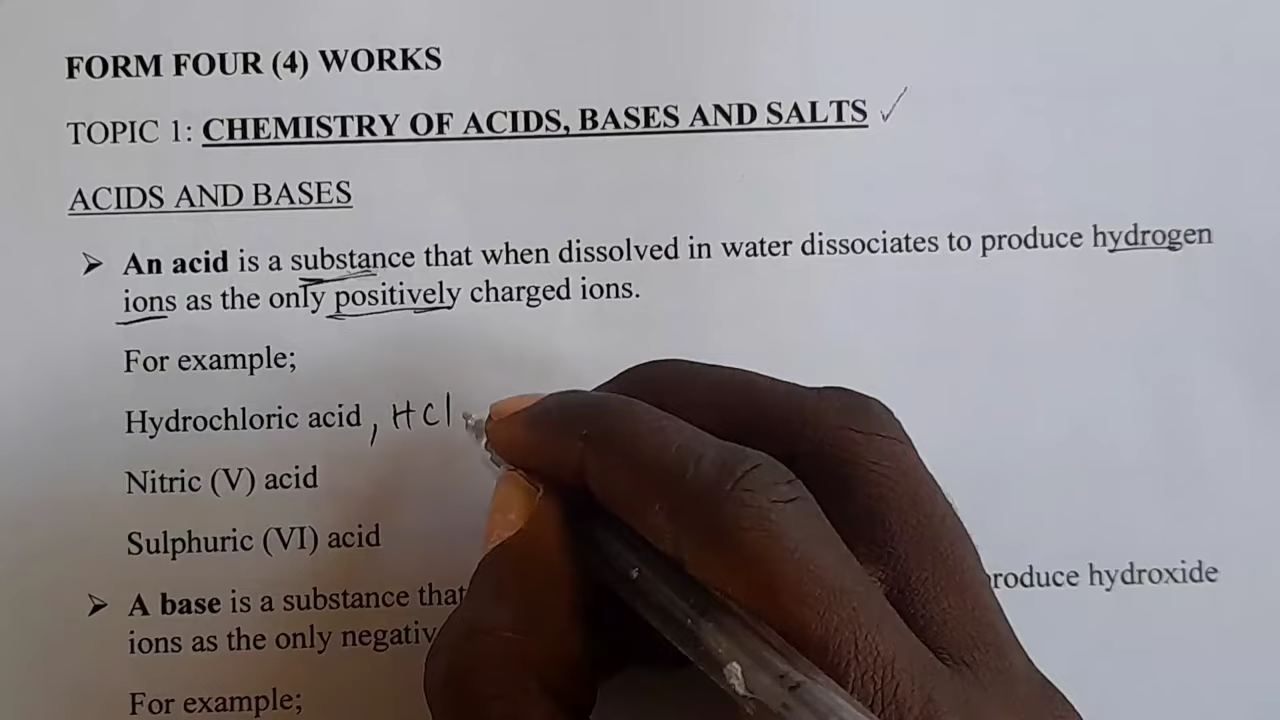 FORM FOUR (4) WORKS
TOPIC 1: CHEMISTRY OF ACIDS, BASES AND SALTS ✓
ACIDS AND BASES
➤ An acid is a substance that when dissolved in water dissociates to produce hydrogen
ions as the only positively charged ions.
For example;
Hydrochloric acid , HCl
Nitric (V) acid
Sulphuric (VI) acid
➤ A base is a substance that roduce hydroxide
ions as the only negativ
For example;